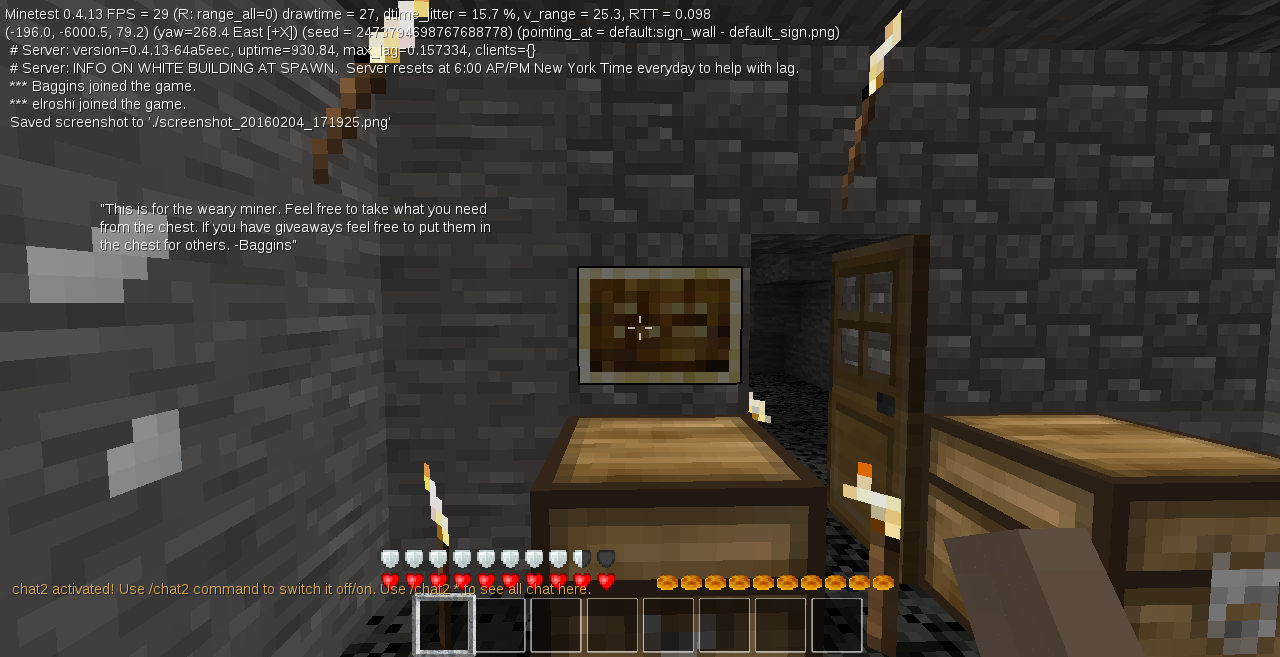 Minetest 0.4.13 FPS = 29 (R: range_all=0) drawtime = 27, dtime_jitter = 15.7 %, v_range = 25.3, RTT = 0.098
(-196.0, -6000.5, 79.2) (yaw=268.4 East [+X]) (seed = 2473794698767688778) (pointing_at = default:sign_wall - default_sign.png)
# Server: version=0.4.13-64a5eec, uptime=930.84, max_lag=0.157334, clients={}
# Server: INFO ON WHITE BUILDING AT SPAWN.  Server resets at 6:00 AP/PM New York Time everyday to help with lag.
*** Baggins joined the game.
*** elroshi joined the game.
Saved screenshot to './screenshot_20160204_171925.png'
"This is for the weary miner. Feel free to take what you need
from the chest. If you have giveaways feel free to put them in
the chest for others. -Baggins"
chat2 activated! Use /chat2 command to switch it off/on. Use /chat2 * to see all chat here.